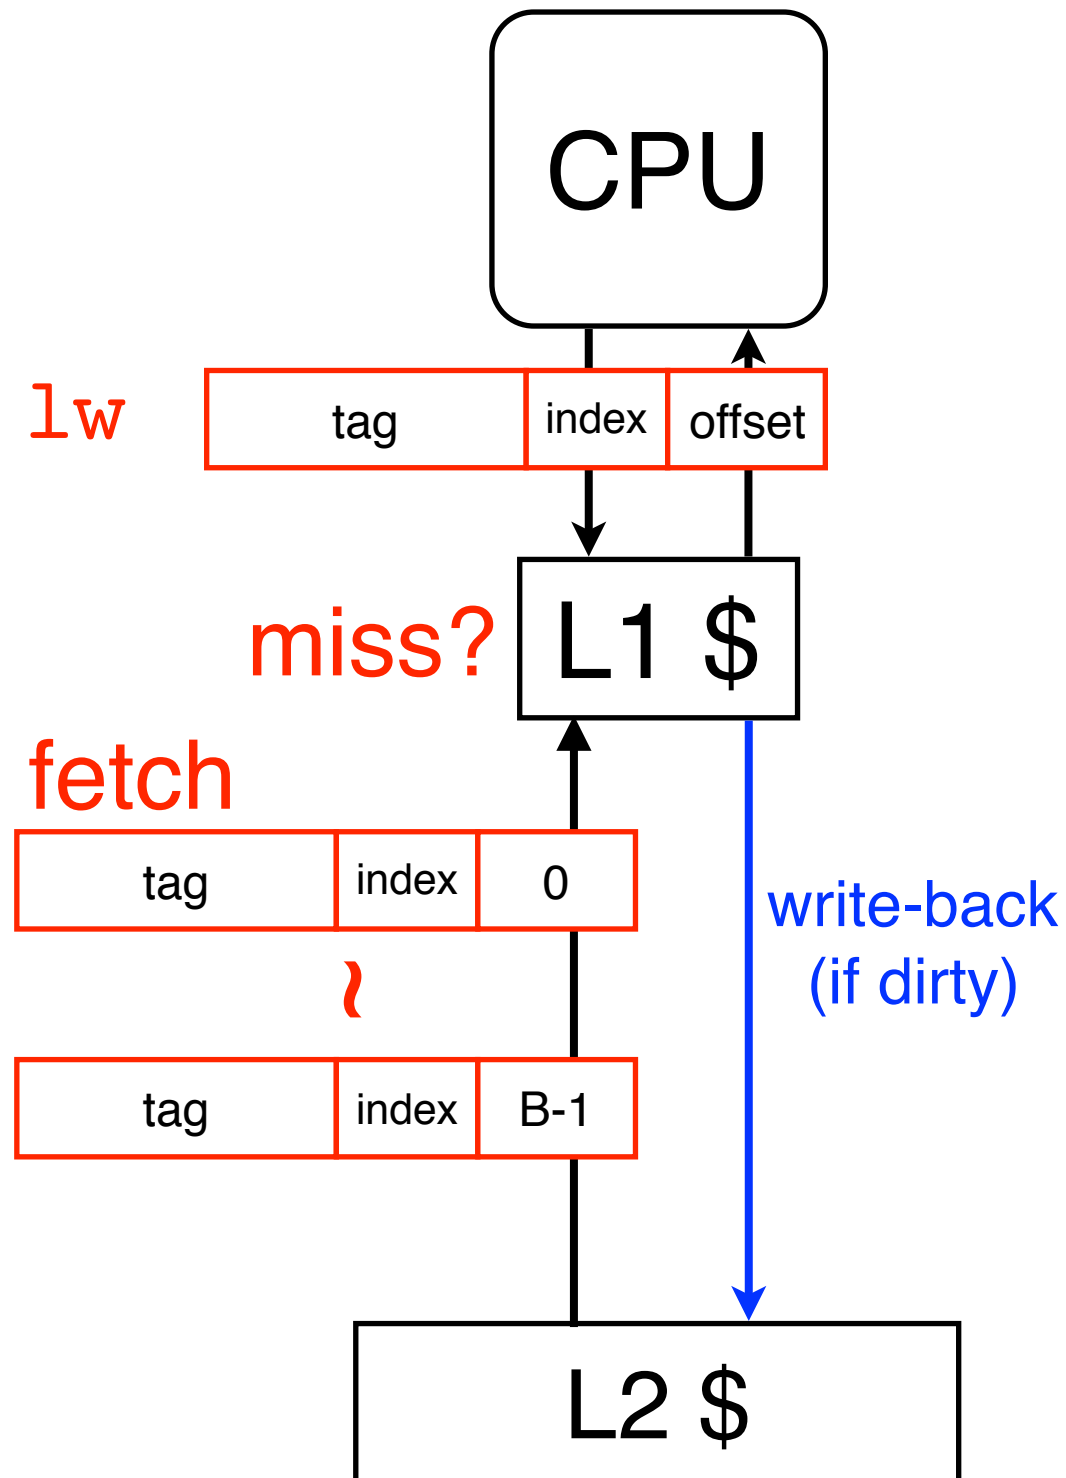 CPU
lw
tag index offset
miss?
L1 $
fetch
tag index 0
write-back
(if dirty)
~
tag index B-1
L2 $